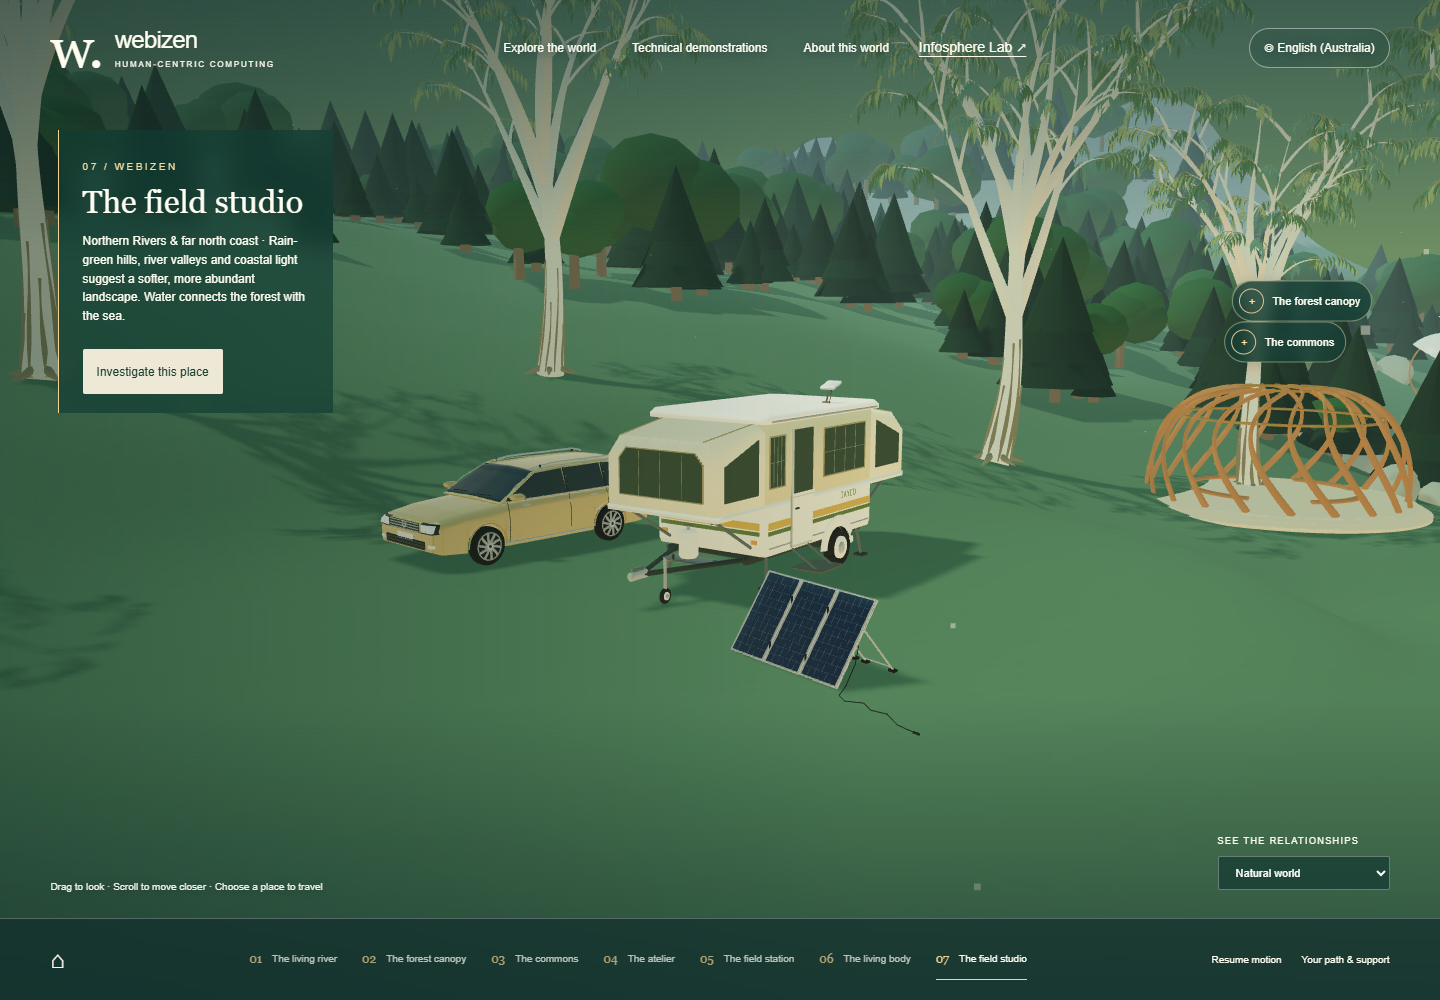 w.
webizen
HUMAN-CENTRIC COMPUTING
Explore the world
Technical demonstrations
About this world
Infosphere Lab ↗
English (Australia)
07 / WEBIZEN
The field studio
Northern Rivers & far north coast · Rain-
green hills, river valleys and coastal light
suggest a softer, more abundant
landscape. Water connects the forest with
the sea.
Investigate this place
+ The forest canopy
+ The commons
JAYCO
SEE THE RELATIONSHIPS
Natural world
Drag to look · Scroll to move closer · Choose a place to travel
01 The living river
02 The forest canopy
03 The commons
04 The atelier
05 The field station
06 The living body
07 The field studio
Resume motion
Your path & support